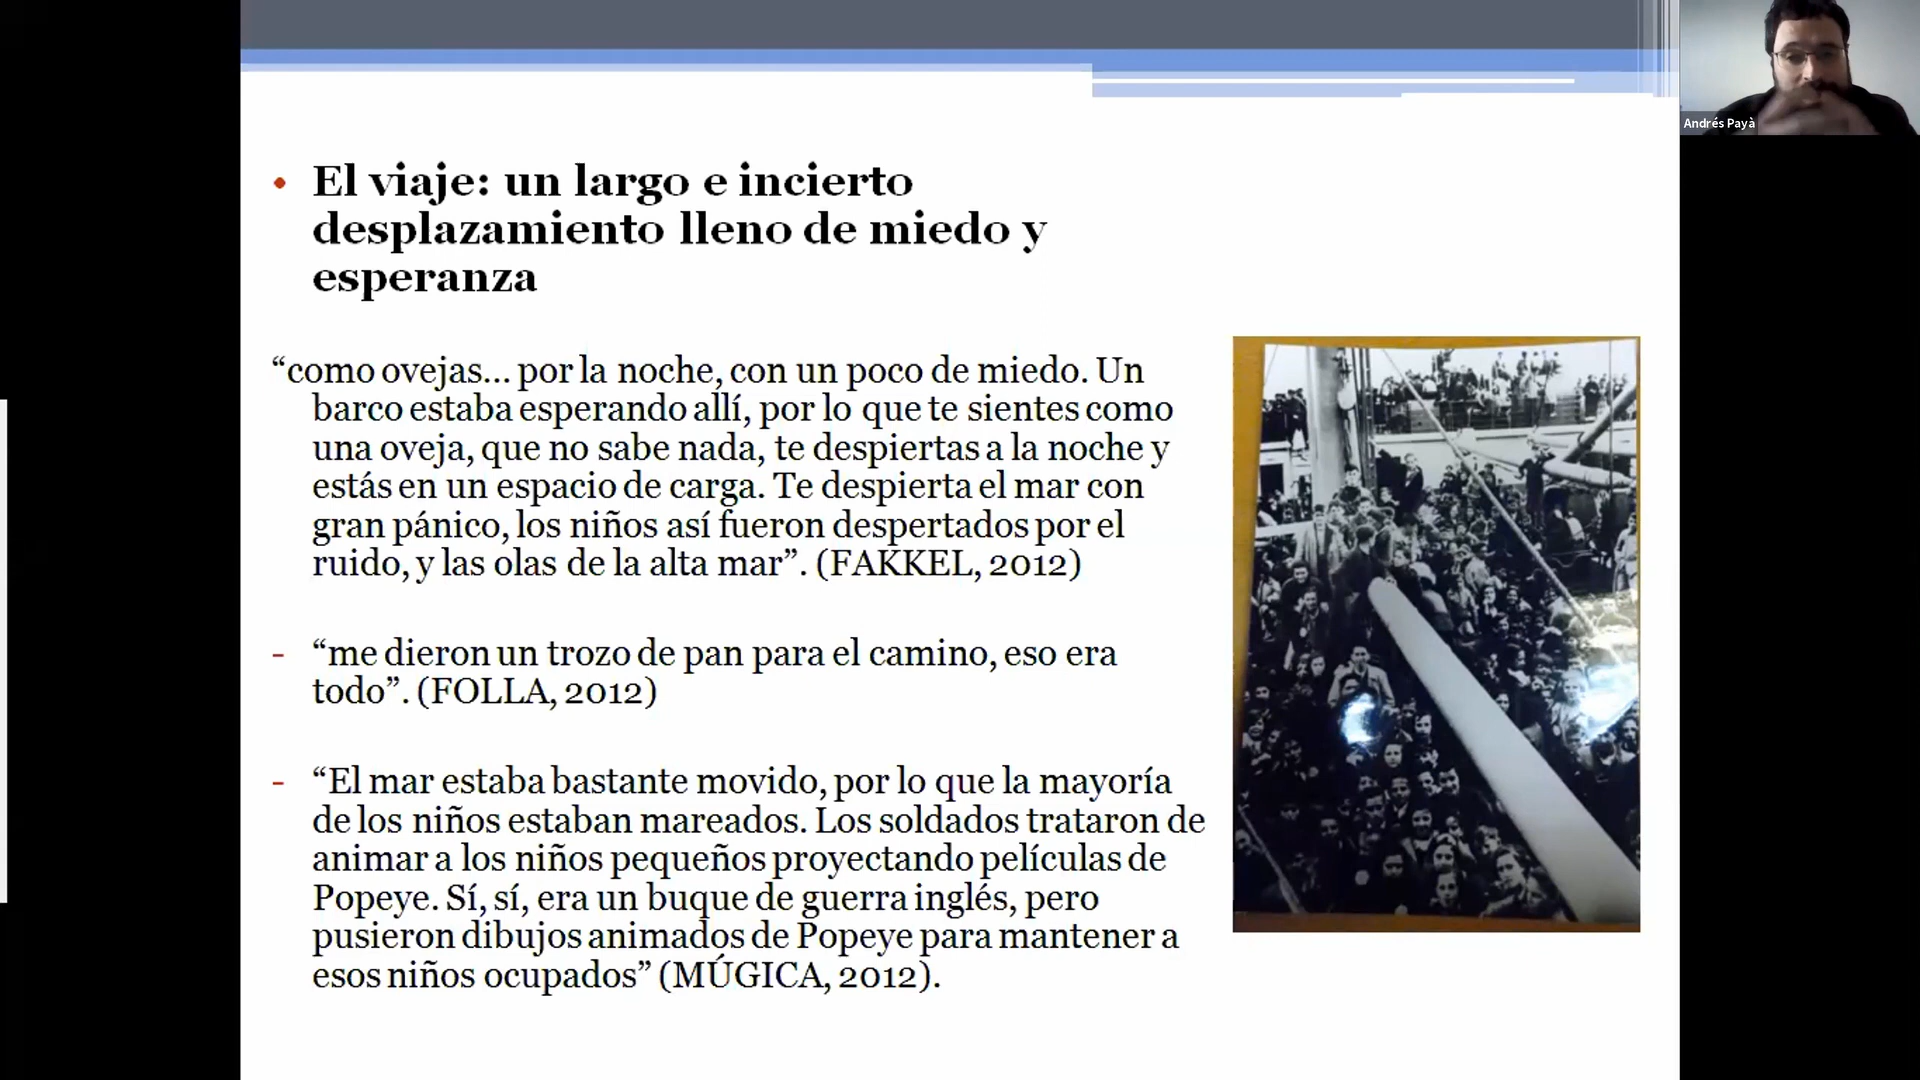 Andrés Payà
• El viaje: un largo e incierto
desplazamiento lleno de miedo y
esperanza
“como ovejas... por la noche, con un poco de miedo. Un
barco estaba esperando allí, por lo que te sientes como
una oveja, que no sabe nada, te despiertas a la noche y
estás en un espacio de carga. Te despierta el mar con
gran pánico, los niños así fueron despertados por el
ruido, y las olas de la alta mar”. (FAKKEL, 2012)
- “me dieron un trozo de pan para el camino, eso era
todo”. (FOLLA, 2012)
- “El mar estaba bastante movido, por lo que la mayoría
de los niños estaban mareados. Los soldados trataron de
animar a los niños pequeños proyectando películas de
Popeye. Sí, sí, era un buque de guerra inglés, pero
pusieron dibujos animados de Popeye para mantener a
esos niños ocupados” (MÚGICA, 2012).